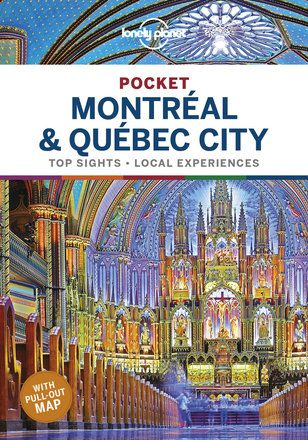 lonely planet
POCKET
MONTRÉAL
& QUÉBEC CITY
TOP SIGHTS • LOCAL EXPERIENCES
WITH
PULL-OUT
MAP